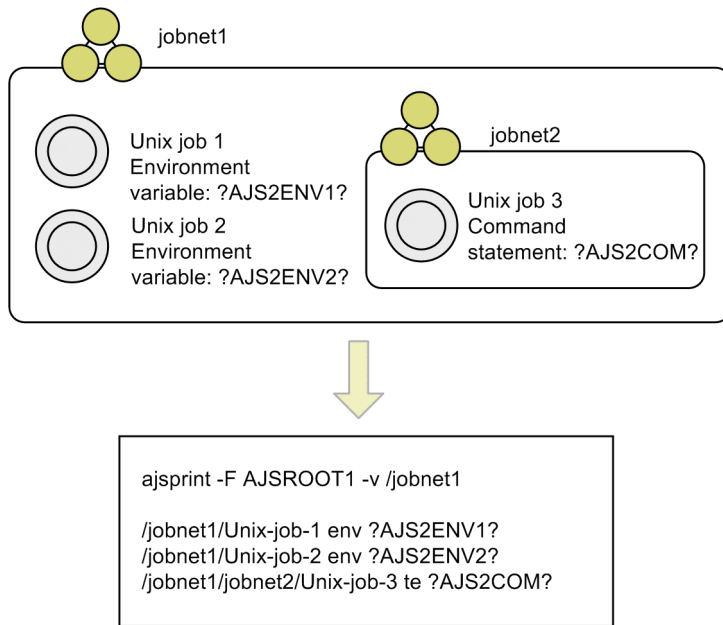 jobnet1
Unix job 1
Environment
variable: ?AJS2ENV1?
Unix job 2
Environment
variable: ?AJS2ENV2?
jobnet2
Unix job 3
Command
statement: ?AJS2COM?
ajsprint -F AJSROOT1 -v /jobnet1
/jobnet1/Unix-job-1 env ?AJS2ENV1?
/jobnet1/Unix-job-2 env ?AJS2ENV2?
/jobnet1/jobnet2/Unix-job-3 te ?AJS2COM?